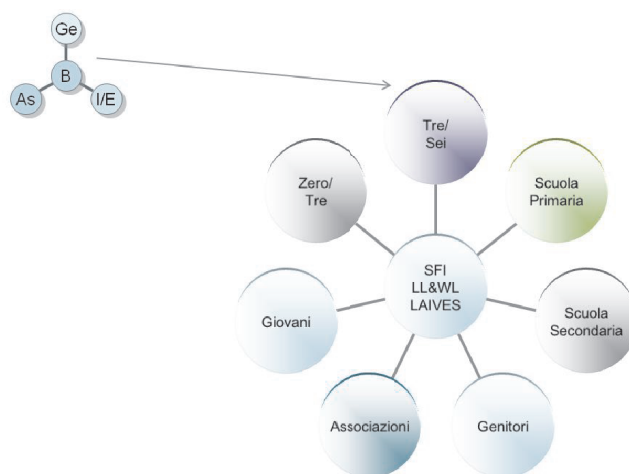 Ge
B
As
I/E
Tre/
Sei
Zero/
Tre
Scuola
Primaria
SFI
LL&WL
LAIVES
Giovani
Scuola
Secondaria
Associazioni
Genitori